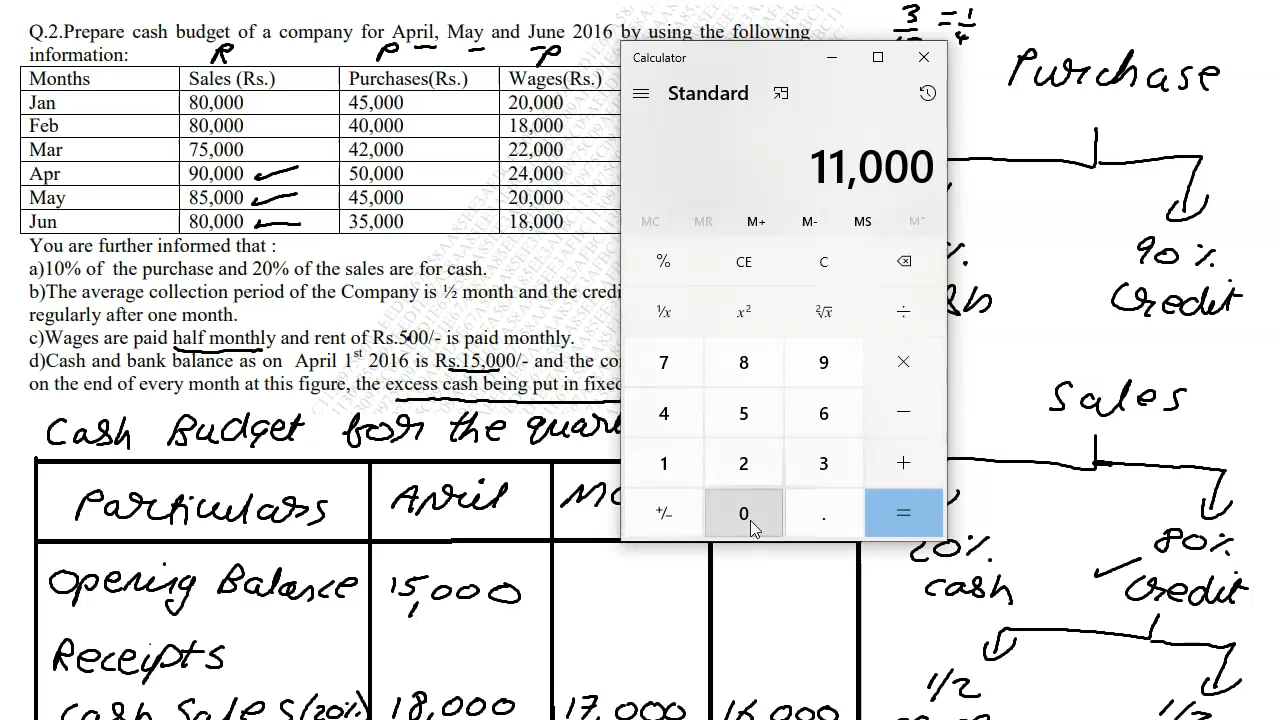 Q.2.Prepare cash budget of a company for April, May and June 2016 by using the following
information:
R P P
Months Sales (Rs.) Purchases(Rs.) Wages(Rs.)
Jan 80,000 45,000 20,000
Feb 80,000 40,000 18,000
Mar 75,000 42,000 22,000
Apr 90,000 50,000 24,000
May 85,000 45,000 20,000
Jun 80,000 35,000 18,000
You are further informed that :
a)10% of the purchase and 20% of the sales are for cash.
b)The average collection period of the Company is ½ month and the credi
regularly after one month.
c)Wages are paid half monthly and rent of Rs.500/- is paid monthly.
d)Cash and bank balance as on April 1st 2016 is Rs.15,000/- and the co
on the end of every month at this figure, the excess cash being put in fixed
Cash Budget for the quar
Particulars April M
Opening Balance 15,000
Receipts
Cash Sales (20%) 18,000 17,000 16,000
Calculator
Standard
11,000
MC MR M+ M- MS M˅
% CE C
¹/x x² ²√x ÷
7 8 9 ×
4 5 6 −
1 2 3 +
+/- 0 . =
= 1/4
Purchase
%
90%
Credit
Sales
20% 80%
cash Credit
1/2 1/2